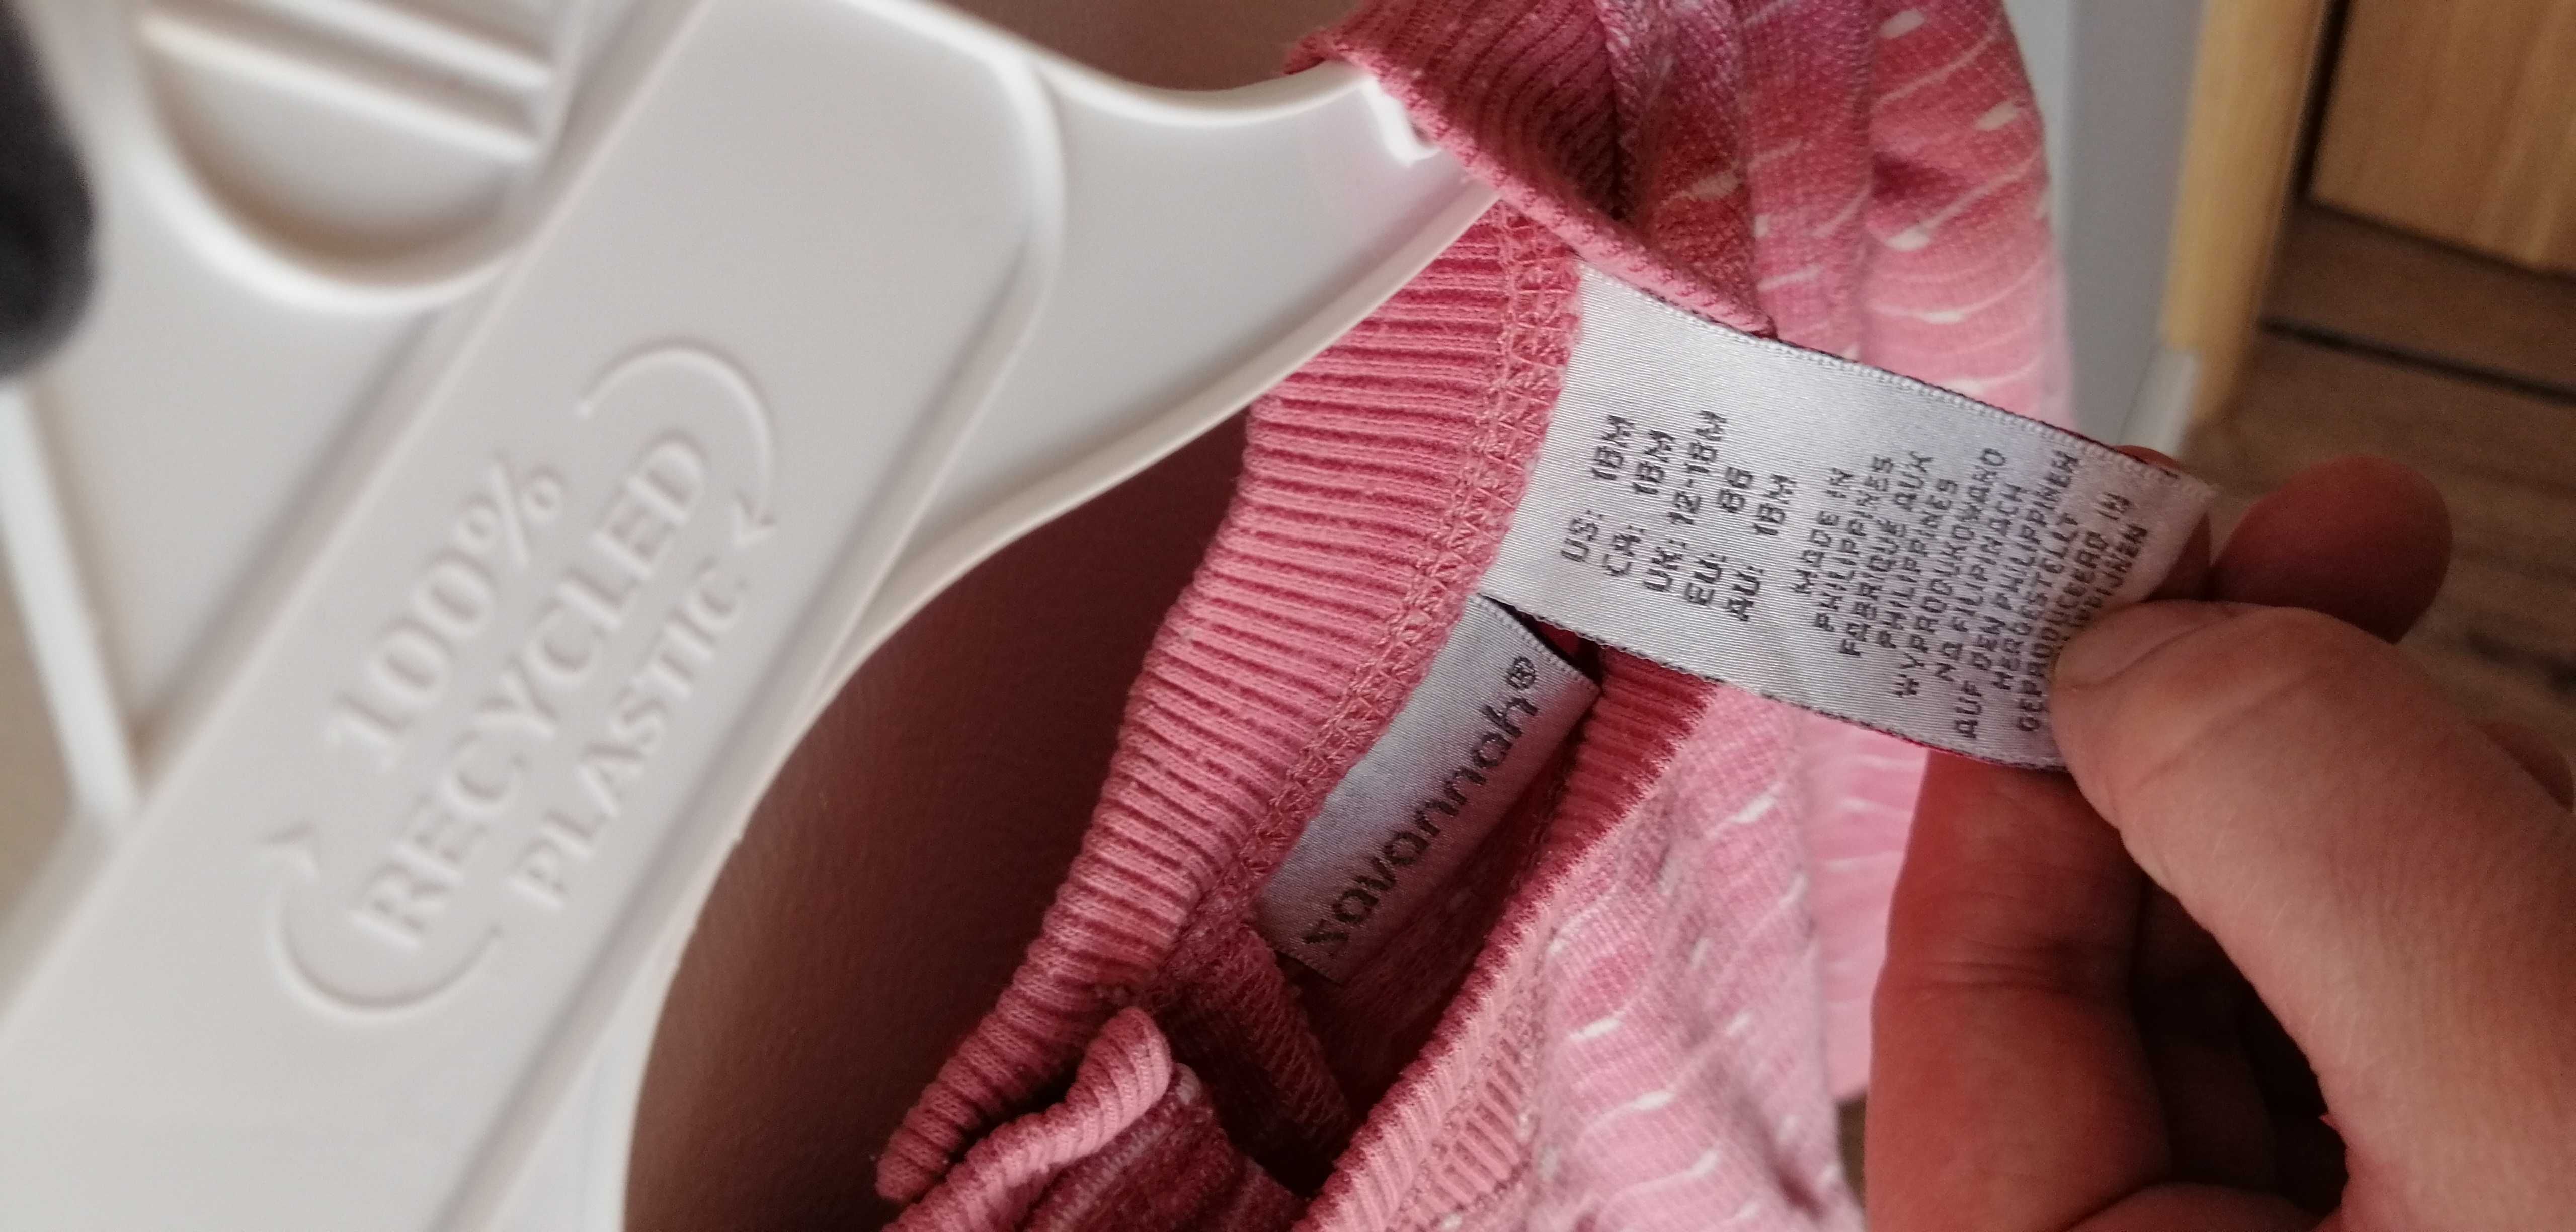 100%
RECYCLED
PLASTIC
US: 18M
CA: 18M
UK: 12-18M
EU: 86
AU: 18M
MADE IN
PHILIPPINES
FABRIQUÉ AUX
PHILIPPINES
WYPRODUKOWANO
NA FILIPINACH
AUF DEN PHILIPPINEN
HERGESTELLT
GEPRODUCEERD IN
savannah®